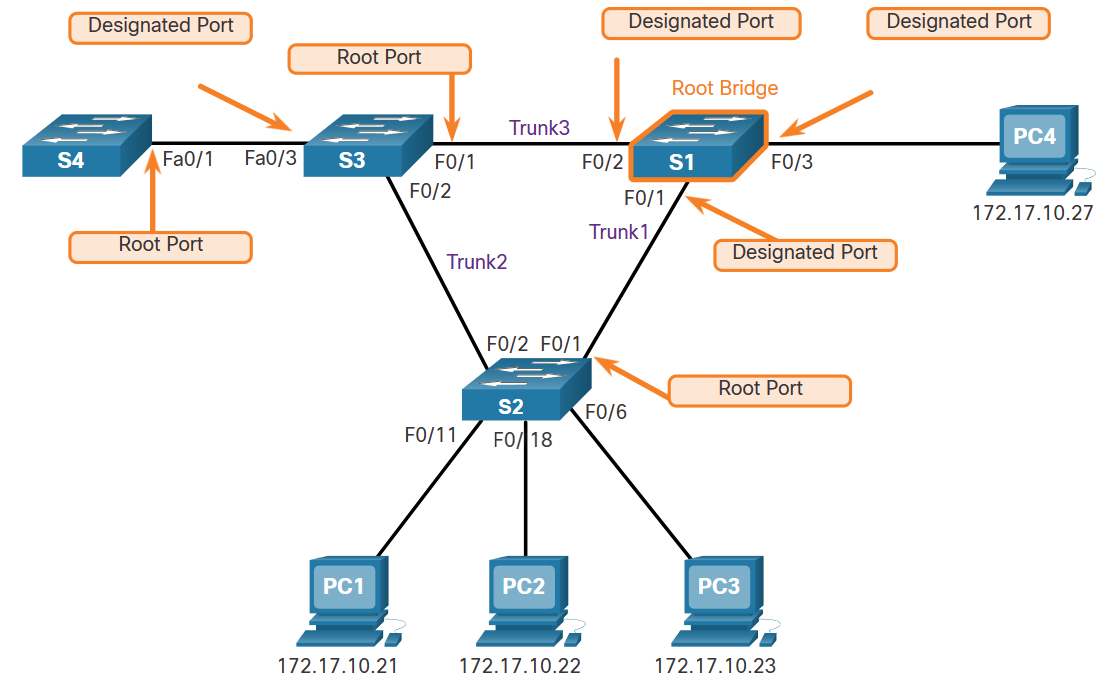 Designated Port
Root Port
Designated Port
Designated Port
Root Bridge
S4
Fa0/1
Fa0/3
S3
F0/1
Trunk3
F0/2
S1
F0/3
PC4
172.17.10.27
F0/2
F0/1
Root Port
Trunk1
Designated Port
Trunk2
F0/2
F0/1
Root Port
S2
F0/6
F0/11
F0/18
PC1
PC2
PC3
172.17.10.21
172.17.10.22
172.17.10.23